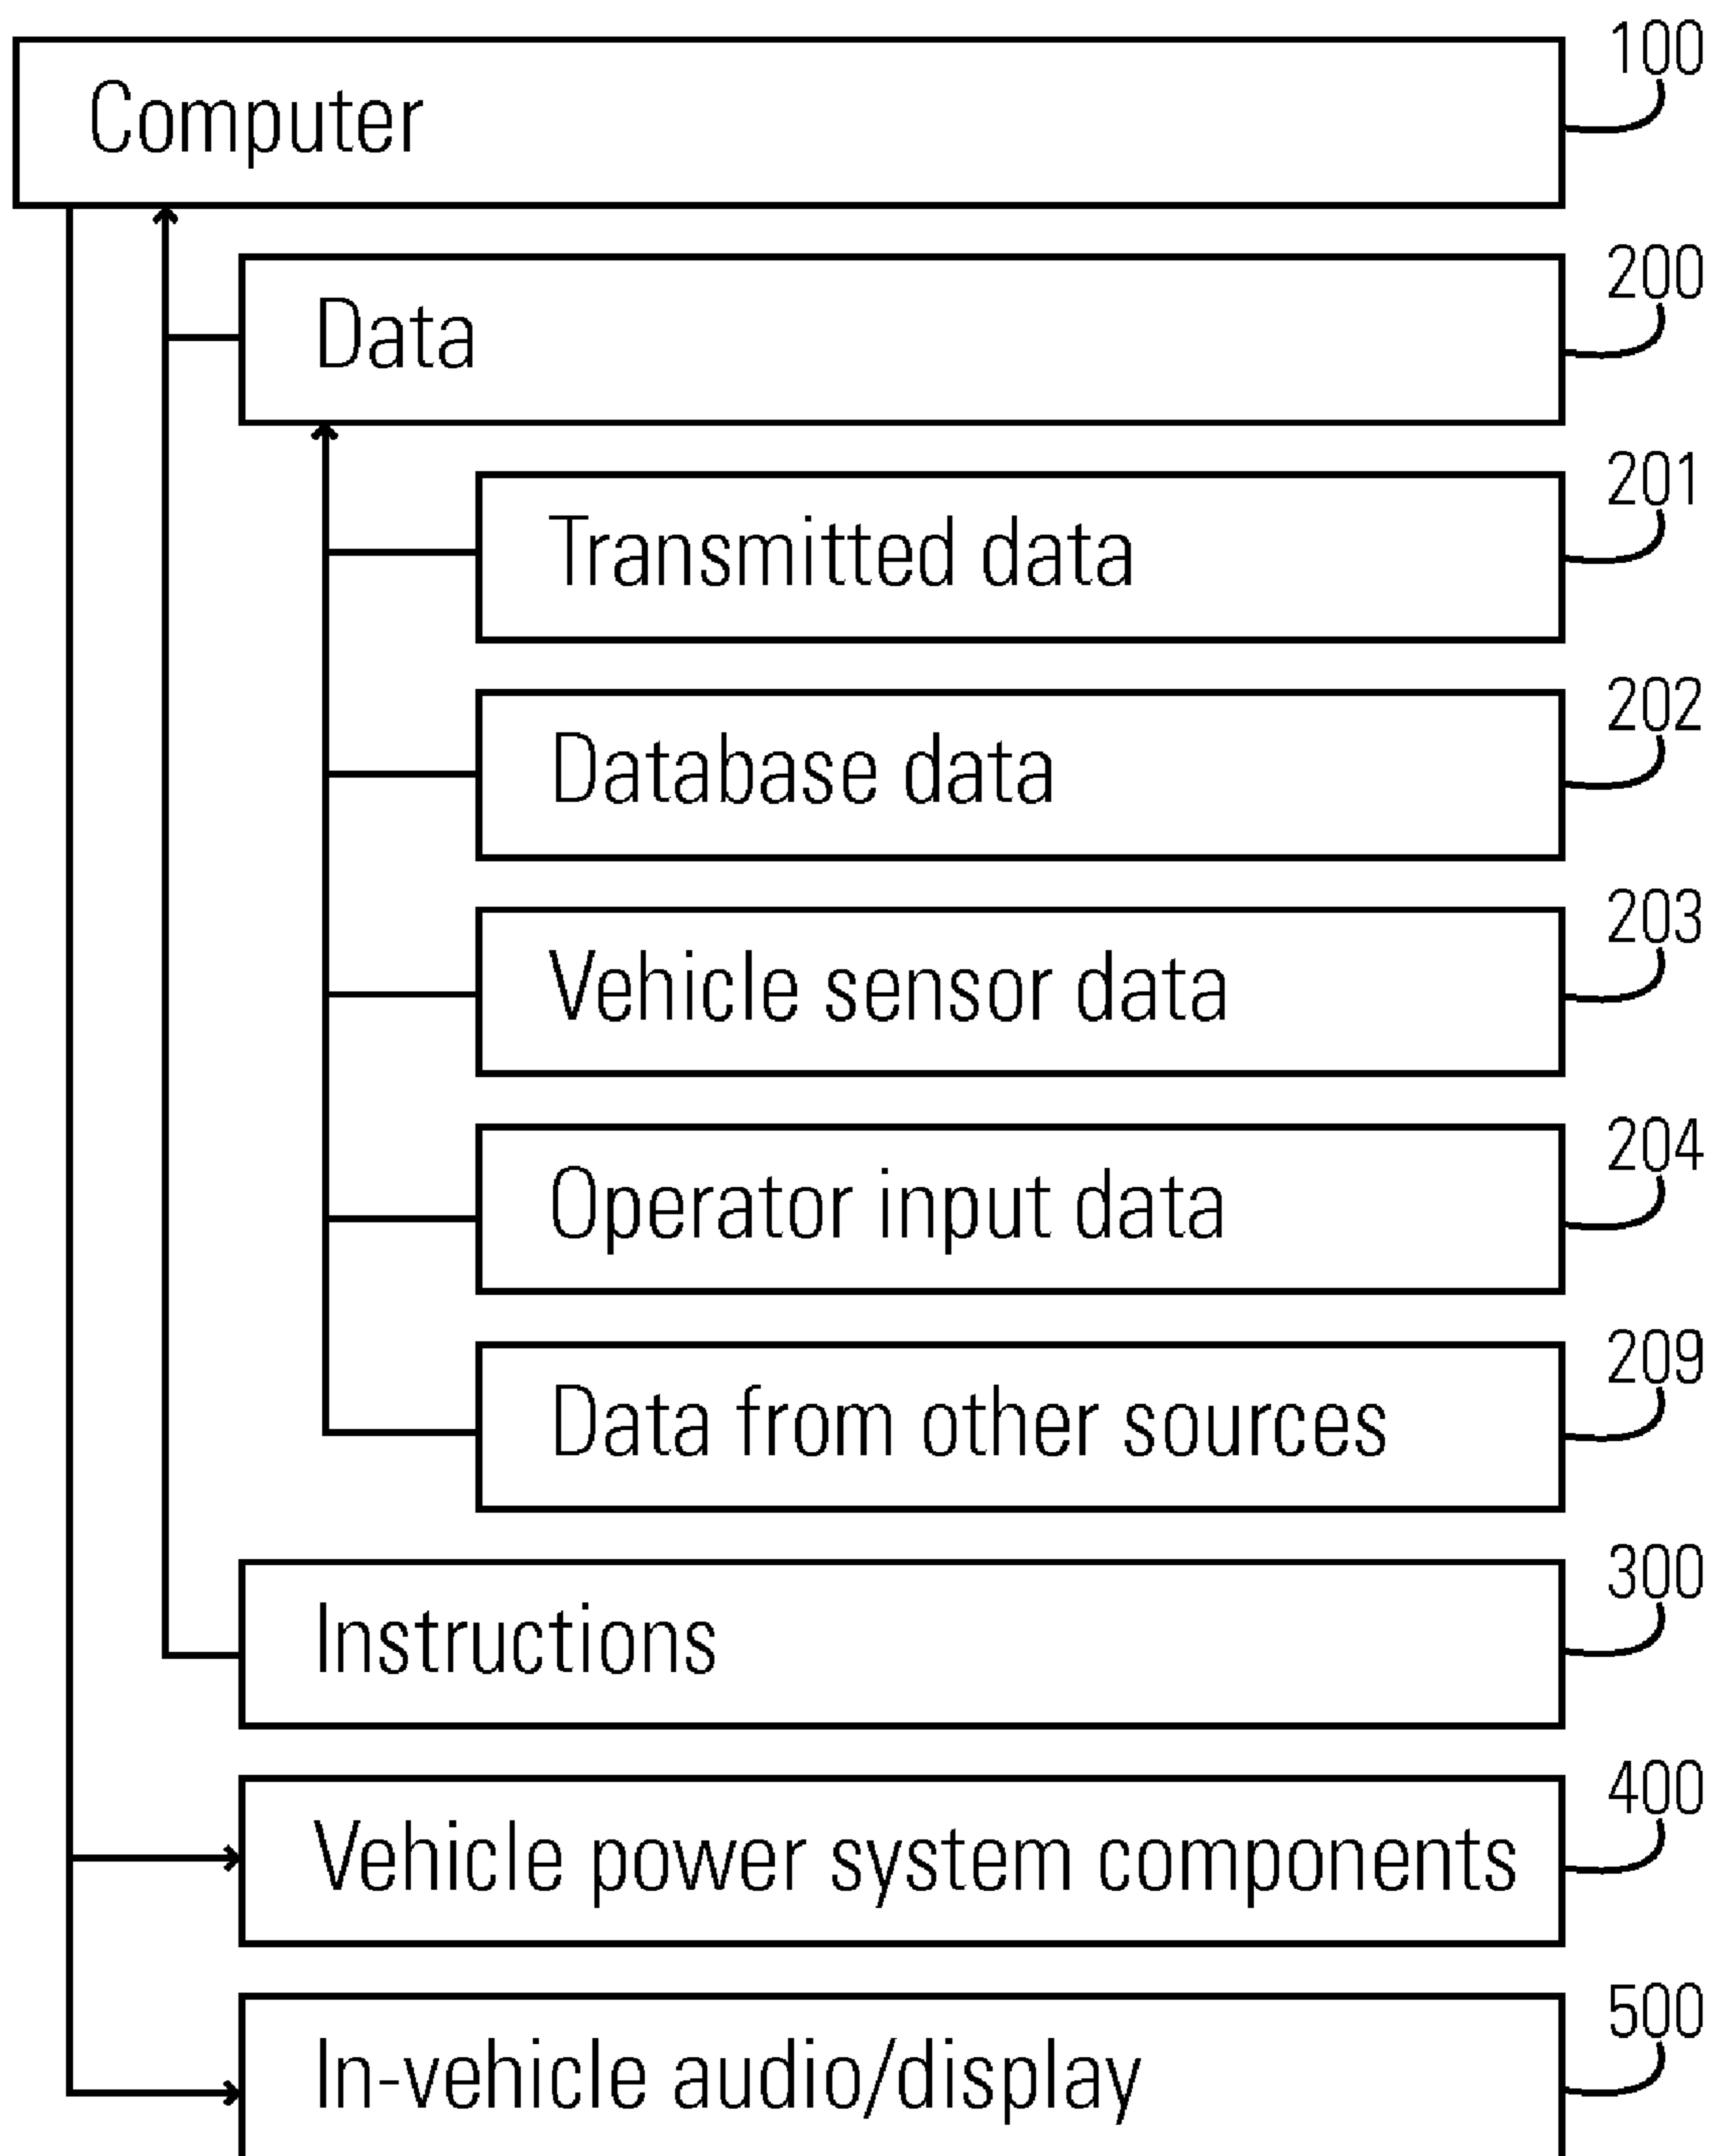 100
Computer
200
Data
201
Transmitted data
202
Database data
203
Vehicle sensor data
204
Operator input data
209
Data from other sources
300
Instructions
400
Vehicle power system components
500
In-vehicle audio/display